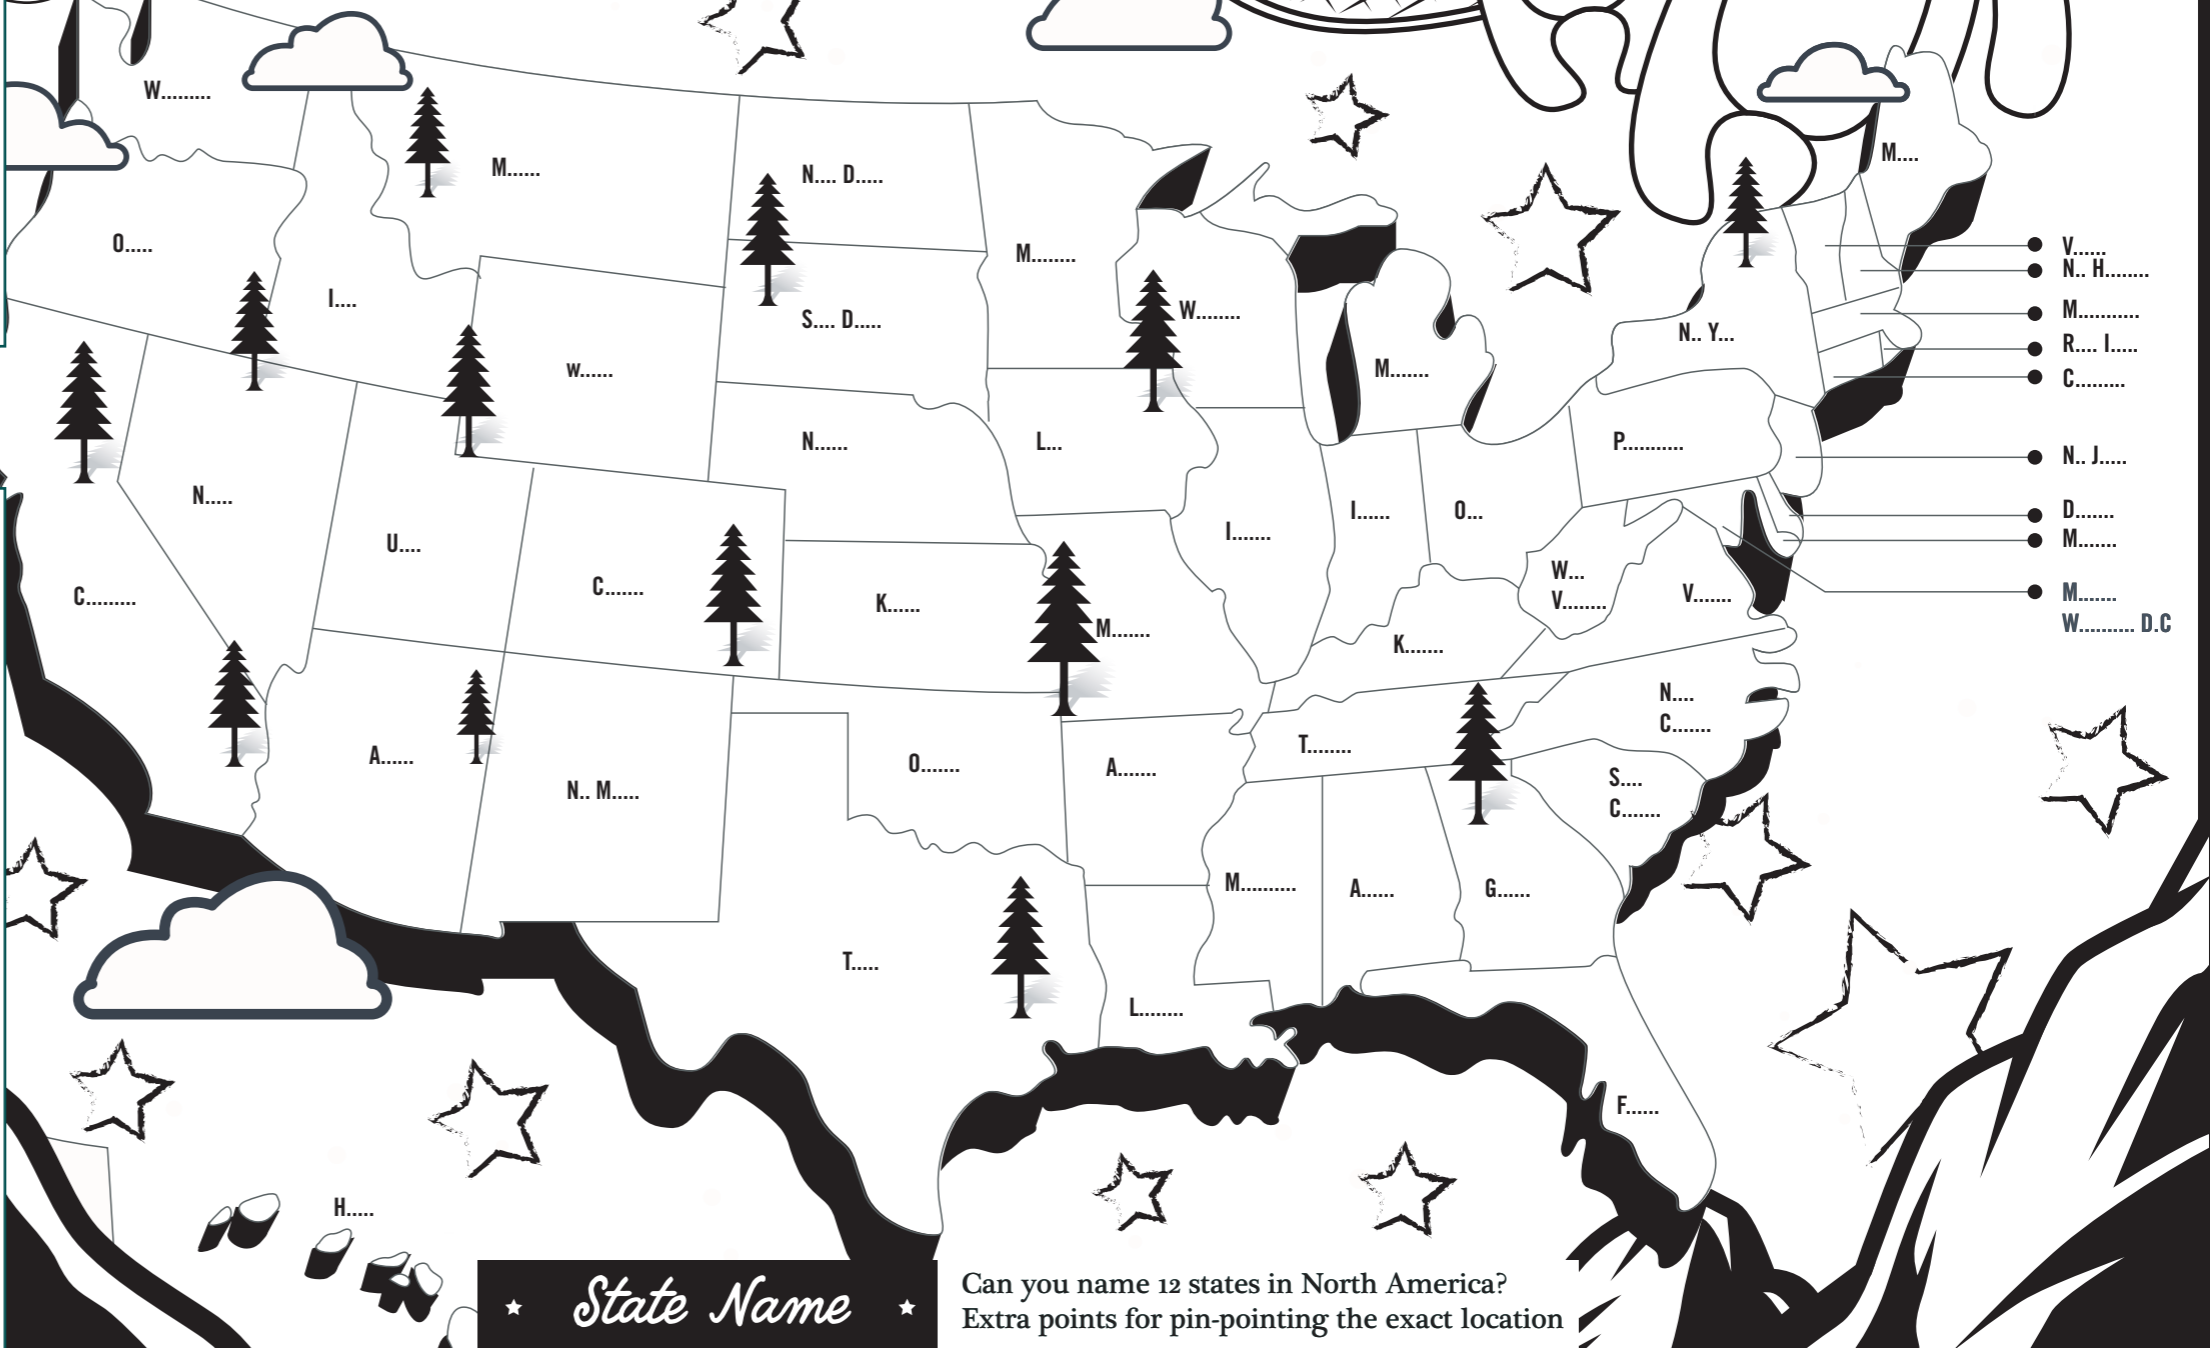 W.........
M......
N.... D.....
M....
O.....
M........
V......
N.. H........
I....
W........
M...........
S.... D.....
N.. Y...
R.... I.....
w......
M.......
C.........
N......
L...
P...........
N.. J.....
N.....
I......
O...
D.......
U....
I.......
M.......
C.........
C.......
K......
W...
V........
V.......
M.......
W.......... D.C
M.......
K.......
N....
C.......
A......
N.. M.....
O.......
A.......
T........
S....
C.......
M..........
A......
G......
T.....
L........
F......
H.....
State Name
Can you name 12 states in North America?
Extra points for pin-pointing the exact location